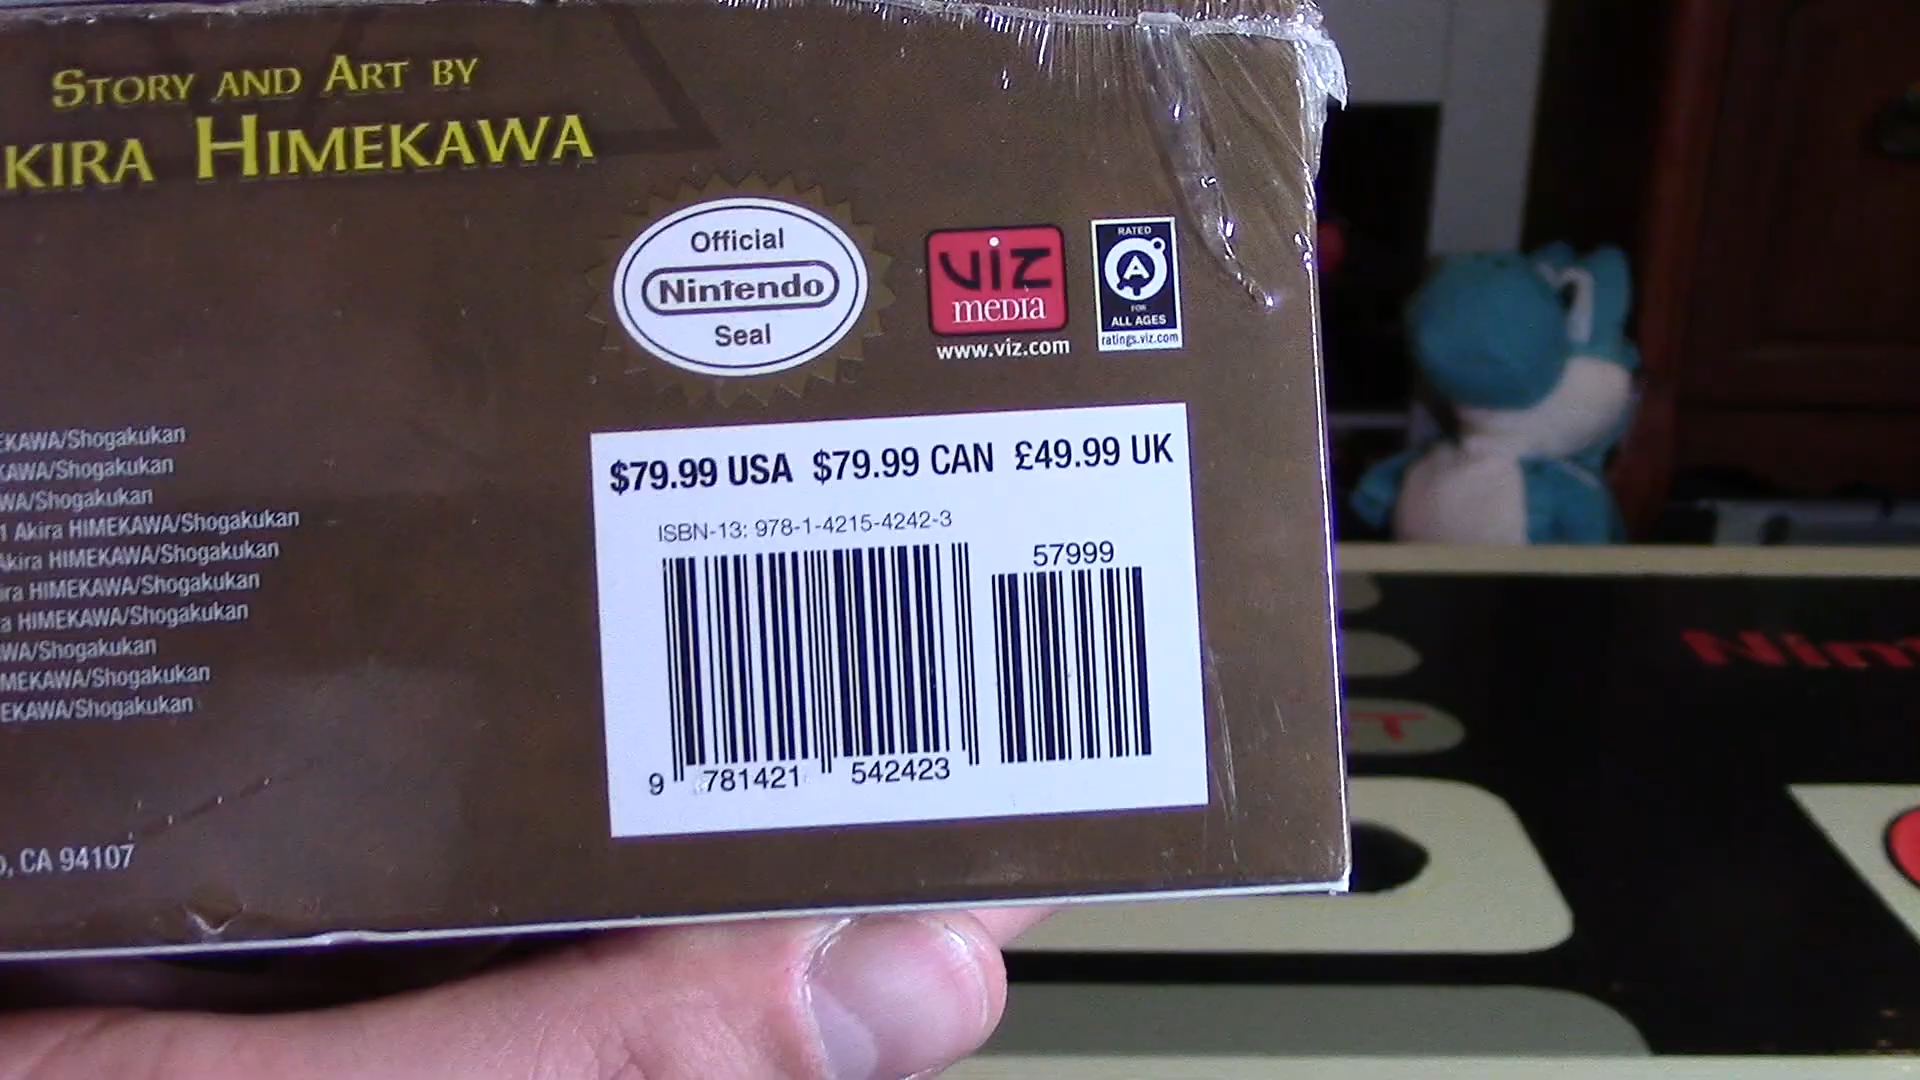 STORY AND ART BY
KIRA HIMEKAWA
Official
Nintendo
Seal
viz
media
www.viz.com
RATED
A
FOR
ALL AGES
ratings.viz.com
EKAWA/Shogakukan
KAWA/Shogakukan
WA/Shogakukan
1 Akira HIMEKAWA/Shogakukan
Akira HIMEKAWA/Shogakukan
ira HIMEKAWA/Shogakukan
a HIMEKAWA/Shogakukan
WA/Shogakukan
MEKAWA/Shogakukan
EKAWA/Shogakukan
, CA 94107
$79.99 USA $79.99 CAN £49.99 UK
ISBN-13: 978-1-4215-4242-3
57999
9 781421 542423
Nin
T